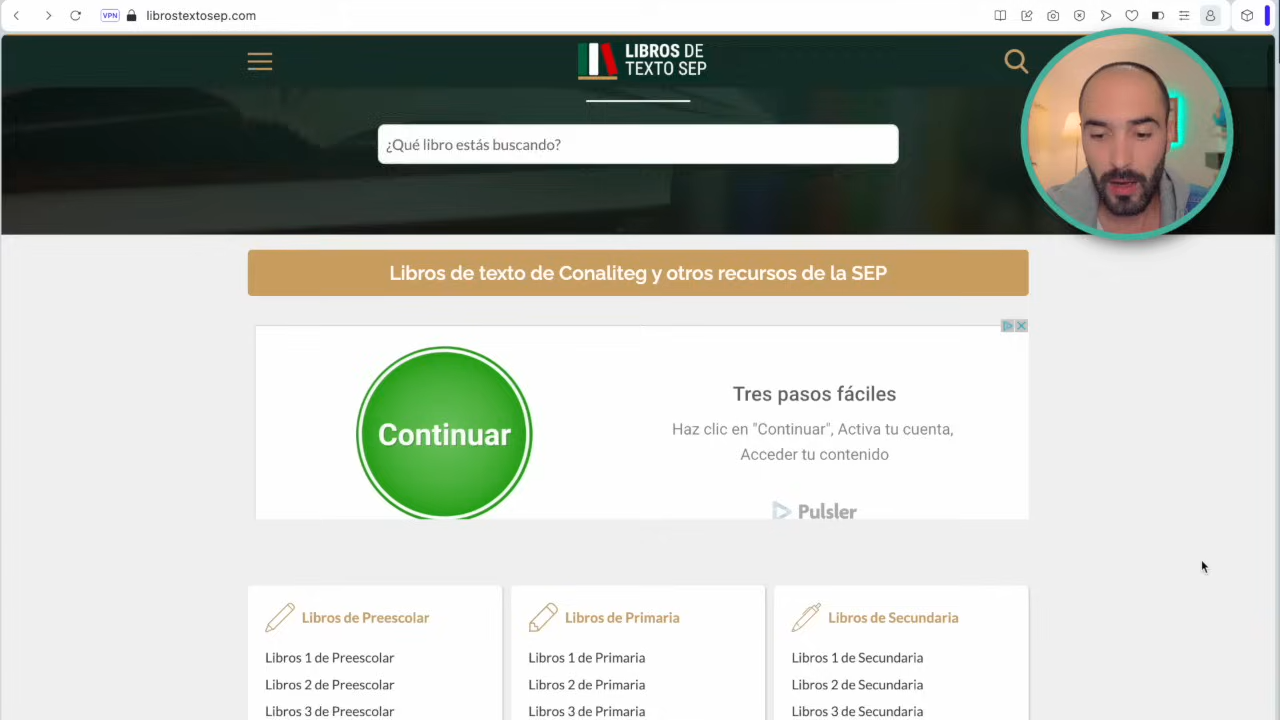 VPN librostextosep.com
LIBROS DE
TEXTO SEP
¿Qué libro estás buscando?
Libros de texto de Conaliteg y otros recursos de la SEP
Continuar
Tres pasos fáciles
Haz clic en "Continuar", Activa tu cuenta,
Acceder tu contenido
Pulsler
Libros de Preescolar
Libros 1 de Preescolar
Libros 2 de Preescolar
Libros 3 de Preescolar
Libros de Primaria
Libros 1 de Primaria
Libros 2 de Primaria
Libros 3 de Primaria
Libros de Secundaria
Libros 1 de Secundaria
Libros 2 de Secundaria
Libros 3 de Secundaria